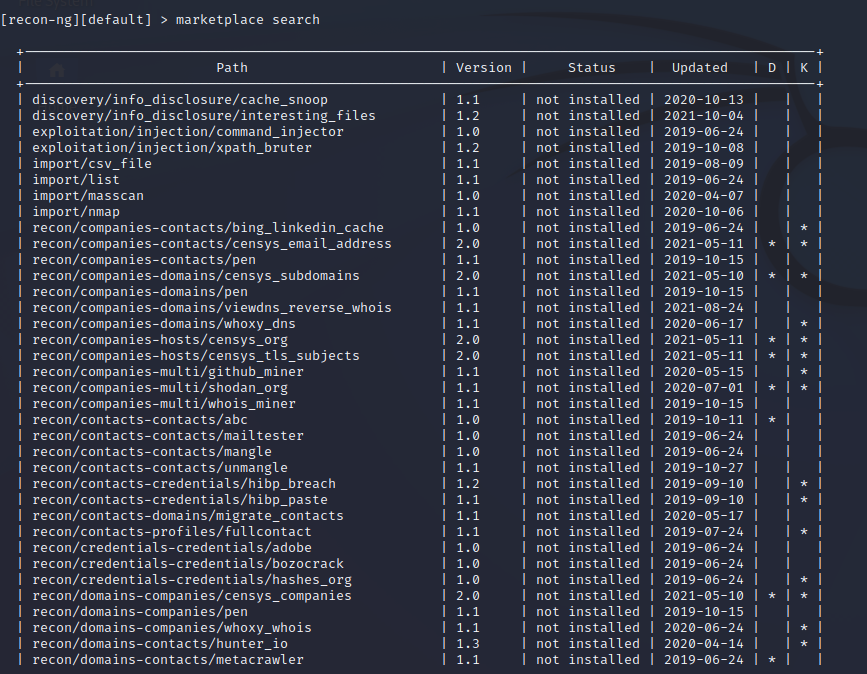 [recon-ng][default] > marketplace search
+---------------------------------------------------------------------------------------------------+
| Path | Version | Status | Updated | D | K |
+---------------------------------------------------------------------------------------------------+
| discovery/info_disclosure/cache_snoop | 1.1 | not installed | 2020-10-13 | | |
| discovery/info_disclosure/interesting_files | 1.2 | not installed | 2021-10-04 | | |
| exploitation/injection/command_injector | 1.0 | not installed | 2019-06-24 | | |
| exploitation/injection/xpath_bruter | 1.2 | not installed | 2019-10-08 | | |
| import/csv_file | 1.1 | not installed | 2019-08-09 | | |
| import/list | 1.1 | not installed | 2019-06-24 | | |
| import/masscan | 1.0 | not installed | 2020-04-07 | | |
| import/nmap | 1.1 | not installed | 2020-10-06 | | |
| recon/companies-contacts/bing_linkedin_cache | 1.0 | not installed | 2019-06-24 | | * |
| recon/companies-contacts/censys_email_address | 2.0 | not installed | 2021-05-11 | * | * |
| recon/companies-contacts/pen | 1.1 | not installed | 2019-10-15 | | |
| recon/companies-domains/censys_subdomains | 2.0 | not installed | 2021-05-10 | * | * |
| recon/companies-domains/pen | 1.1 | not installed | 2019-10-15 | | |
| recon/companies-domains/viewdns_reverse_whois | 1.1 | not installed | 2021-08-24 | | |
| recon/companies-domains/whoxy_dns | 1.1 | not installed | 2020-06-17 | | * |
| recon/companies-hosts/censys_org | 2.0 | not installed | 2021-05-11 | * | * |
| recon/companies-hosts/censys_tls_subjects | 2.0 | not installed | 2021-05-11 | * | * |
| recon/companies-multi/github_miner | 1.1 | not installed | 2020-05-15 | | * |
| recon/companies-multi/shodan_org | 1.1 | not installed | 2020-07-01 | * | * |
| recon/companies-multi/whois_miner | 1.1 | not installed | 2019-10-15 | | |
| recon/contacts-contacts/abc | 1.0 | not installed | 2019-10-11 | * | |
| recon/contacts-contacts/mailtester | 1.0 | not installed | 2019-06-24 | | |
| recon/contacts-contacts/mangle | 1.0 | not installed | 2019-06-24 | | |
| recon/contacts-contacts/unmangle | 1.1 | not installed | 2019-10-27 | | |
| recon/contacts-credentials/hibp_breach | 1.2 | not installed | 2019-09-10 | | * |
| recon/contacts-credentials/hibp_paste | 1.1 | not installed | 2019-09-10 | | * |
| recon/contacts-domains/migrate_contacts | 1.1 | not installed | 2020-05-17 | | |
| recon/contacts-profiles/fullcontact | 1.1 | not installed | 2019-07-24 | | * |
| recon/credentials-credentials/adobe | 1.0 | not installed | 2019-06-24 | | |
| recon/credentials-credentials/bozocrack | 1.0 | not installed | 2019-06-24 | | |
| recon/credentials-credentials/hashes_org | 1.0 | not installed | 2019-06-24 | | * |
| recon/domains-companies/censys_companies | 2.0 | not installed | 2021-05-10 | * | * |
| recon/domains-companies/pen | 1.1 | not installed | 2019-10-15 | | |
| recon/domains-companies/whoxy_whois | 1.1 | not installed | 2020-06-24 | | * |
| recon/domains-contacts/hunter_io | 1.3 | not installed | 2020-04-14 | | * |
| recon/domains-contacts/metacrawler | 1.1 | not installed | 2019-06-24 | * | |